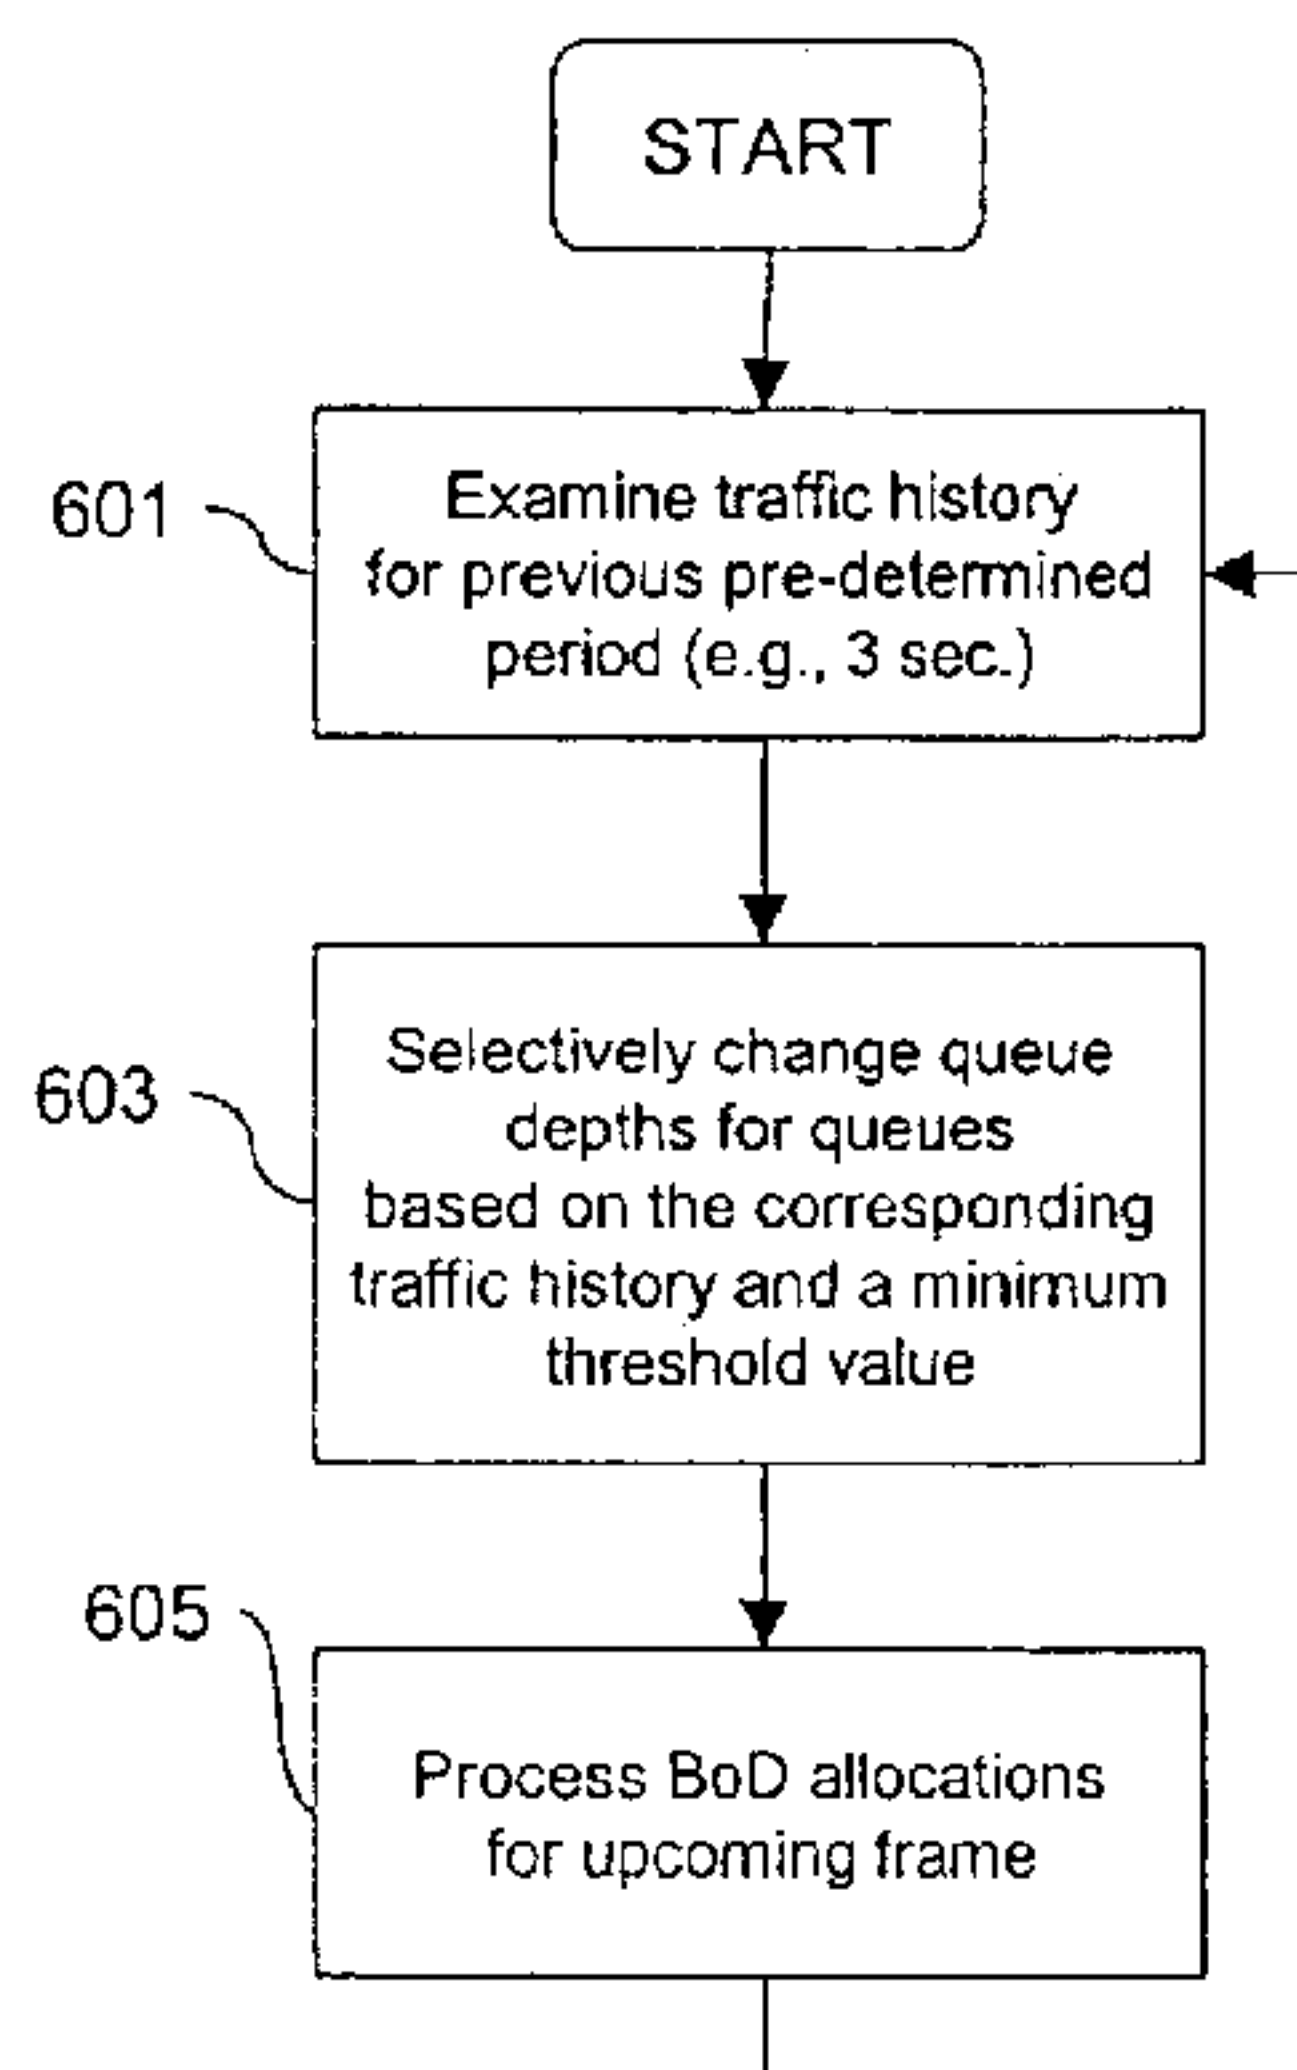 START
601
Examine traffic history
for previous pre-determined
period (e.g., 3 sec.)
603
Selectively change queue
depths for queues
based on the corresponding
traffic history and a minimum
threshold value
605
Process BoD allocations
for upcoming frame